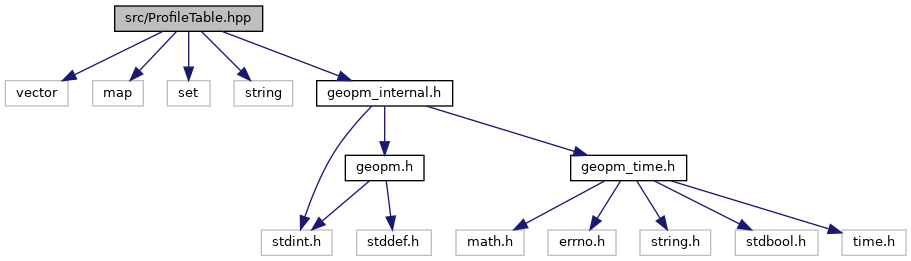 src/ProfileTable.hpp
vector
map
set
string
geopm_internal.h
geopm.h
geopm_time.h
stdint.h
stddef.h
math.h
errno.h
string.h
stdbool.h
time.h